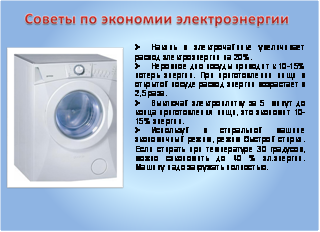 Советы по экономии электроэнергии
Накипь в электрочайнике увеличивает
расход электроэнергии на 20%.
Неровное дно посуды приводит к 10-15%
потерь энергии. При приготовлении пищи в
открытой посуде расход энергии возрастает в
2,5 раза.
Выключай электроплиту за 5 минут до
конца приготовления пищи, это экономит 10-
15% энергии.
Используй в стиральной машине
экономичный режим, режим быстрой стирки.
Если стирать при температуре 30 градусов,
можно сэкономить до 40 % эл.энергии.
Машину надо загружать полностью.